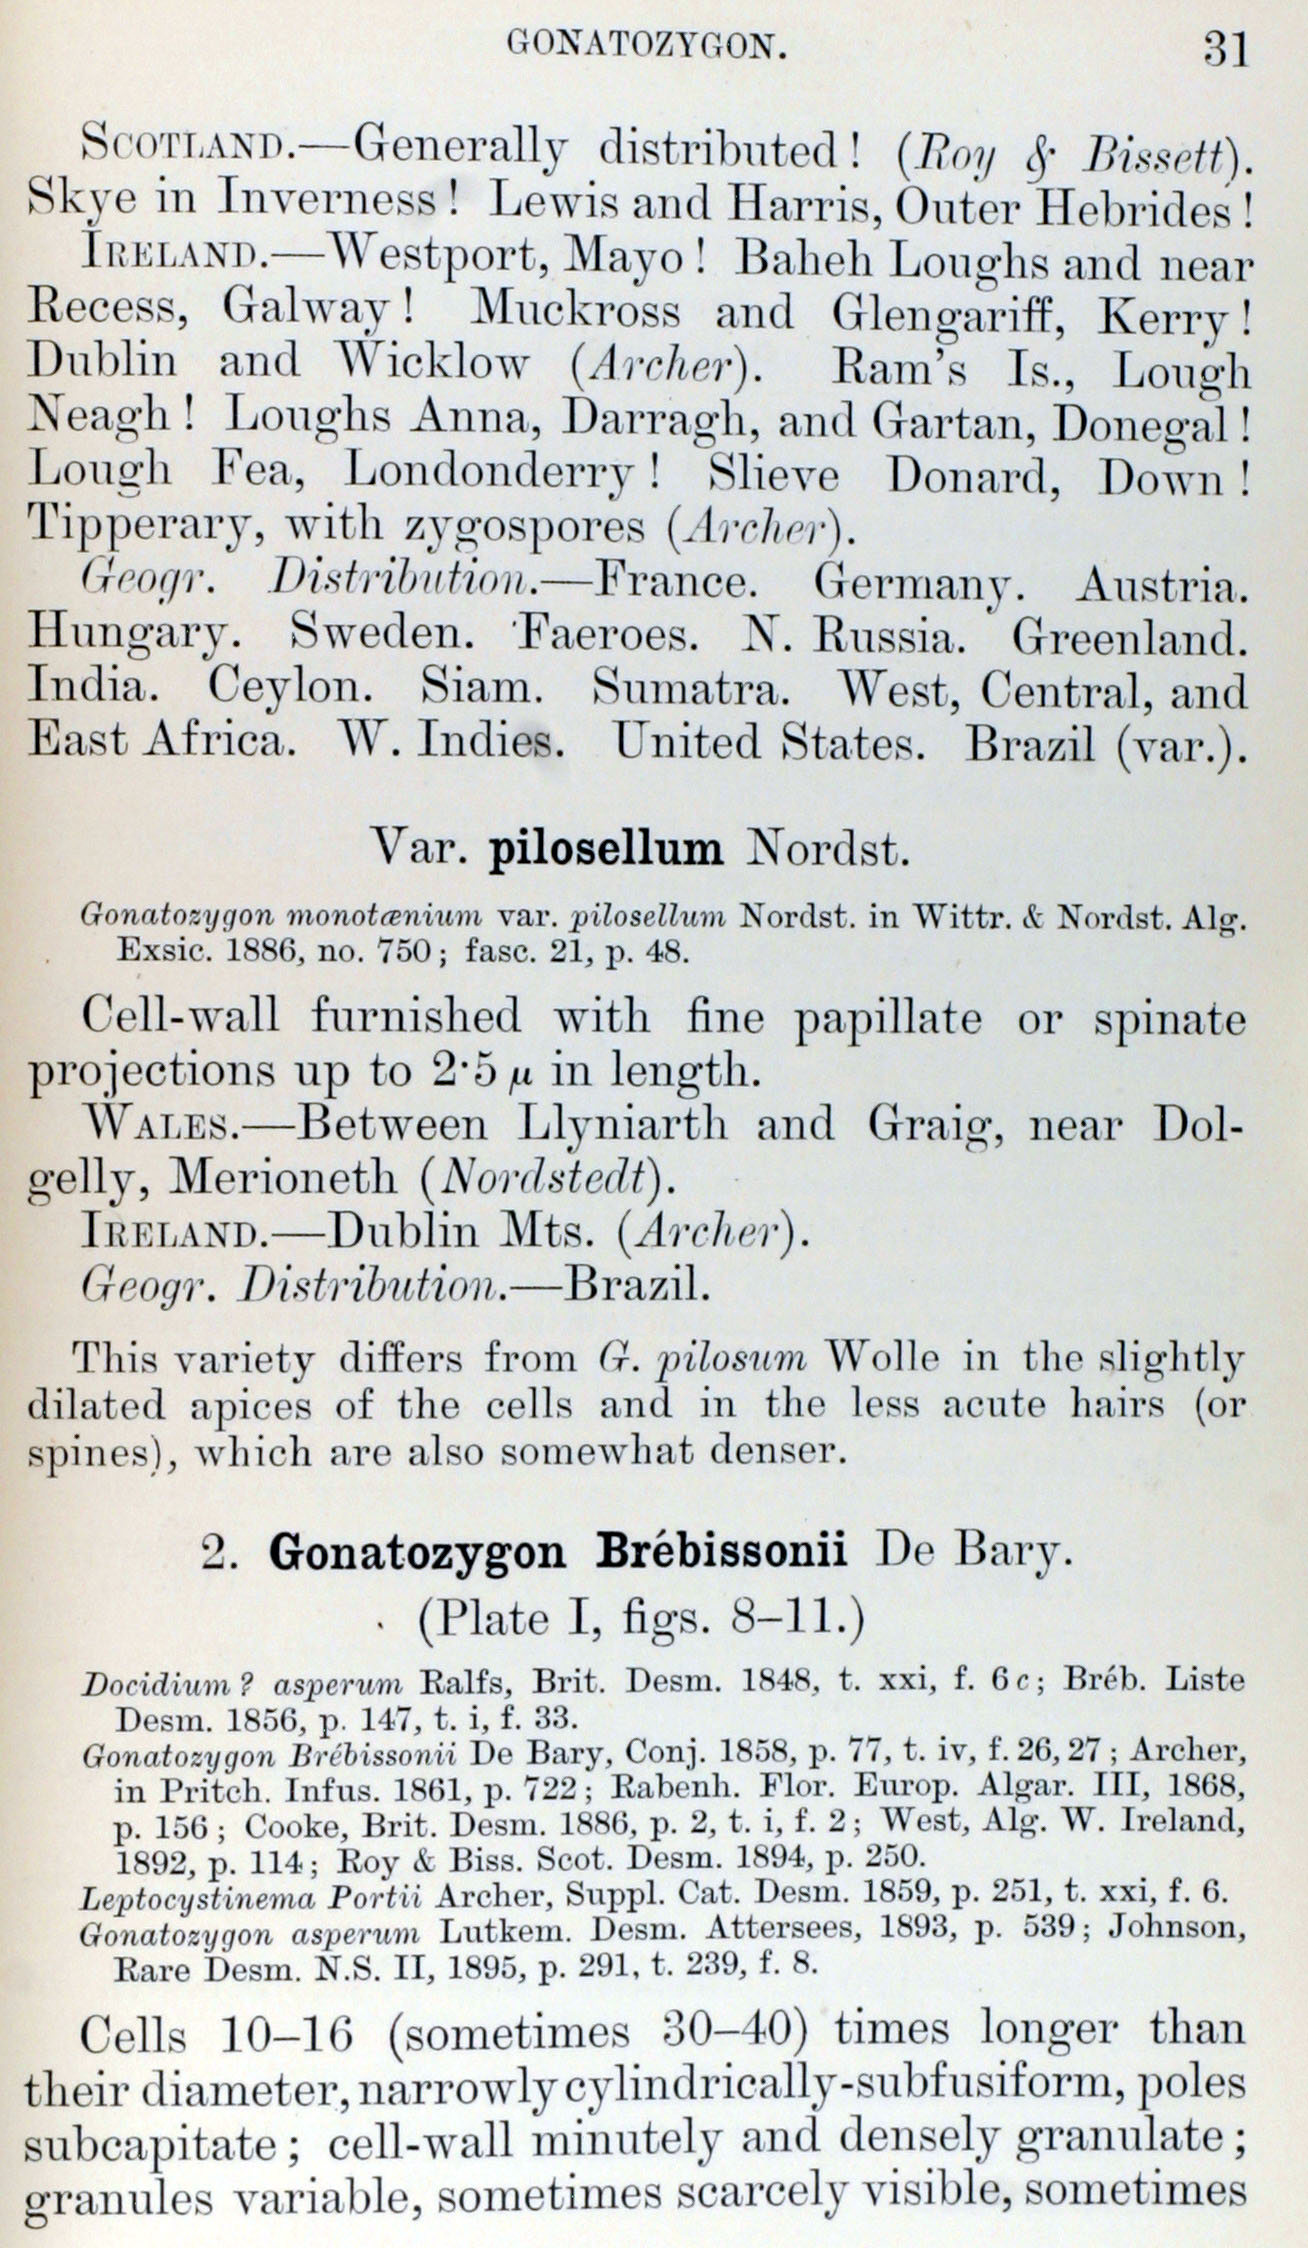 GONATOZYGON. 31
SCOTLAND.—Generally distributed! (Roy & Bissett).
Skye in Inverness! Lewis and Harris, Outer Hebrides!
IRELAND.—Westport, Mayo! Baheh Loughs and near
Recess, Galway! Muckross and Glengariff, Kerry!
Dublin and Wicklow (Archer). Ram's Is., Lough
Neagh! Loughs Anna, Darragh, and Gartan, Donegal!
Lough Fea, Londonderry! Slieve Donard, Down!
Tipperary, with zygospores (Archer).
Geogr. Distribution.—France. Germany. Austria.
Hungary. Sweden. Faeroes. N. Russia. Greenland.
India. Ceylon. Siam. Sumatra. West, Central, and
East Africa. W. Indies. United States. Brazil (var.).
Var. pilosellum Nordst.
Gonatozygon monotænium var. pilosellum Nordst. in Wittr. & Nordst. Alg.
Exsic. 1886, no. 750; fasc. 21, p. 48.
Cell-wall furnished with fine papillate or spinate
projections up to 2·5 μ in length.
WALES.—Between Llyniarth and Graig, near Dol-
gelly, Merioneth (Nordstedt).
IRELAND.—Dublin Mts. (Archer).
Geogr. Distribution.—Brazil.
This variety differs from G. pilosum Wolle in the slightly
dilated apices of the cells and in the less acute hairs (or
spines), which are also somewhat denser.
2. Gonatozygon Brébissonii De Bary.
(Plate I, figs. 8–11.)
Docidium? asperum Ralfs, Brit. Desm. 1848, t. xxi, f. 6 c; Bréb. Liste
Desm. 1856, p. 147, t. i, f. 33.
Gonatozygon Brébissonii De Bary, Conj. 1858, p. 77, t. iv, f. 26, 27; Archer,
in Pritch. Infus. 1861, p. 722; Rabenh. Flor. Europ. Algar. III, 1868,
p. 156; Cooke, Brit. Desm. 1886, p. 2, t. i, f. 2; West, Alg. W. Ireland,
1892, p. 114; Roy & Biss. Scot. Desm. 1894, p. 250.
Leptocystinema Portii Archer, Suppl. Cat. Desm. 1859, p. 251, t. xxi, f. 6.
Gonatozygon asperum Lutkem. Desm. Attersees, 1893, p. 539; Johnson,
Rare Desm. N.S. II, 1895, p. 291, t. 239, f. 8.
Cells 10–16 (sometimes 30–40) times longer than
their diameter, narrowly cylindrically-subfusiform, poles
subcapitate; cell-wall minutely and densely granulate;
granules variable, sometimes scarcely visible, sometimes